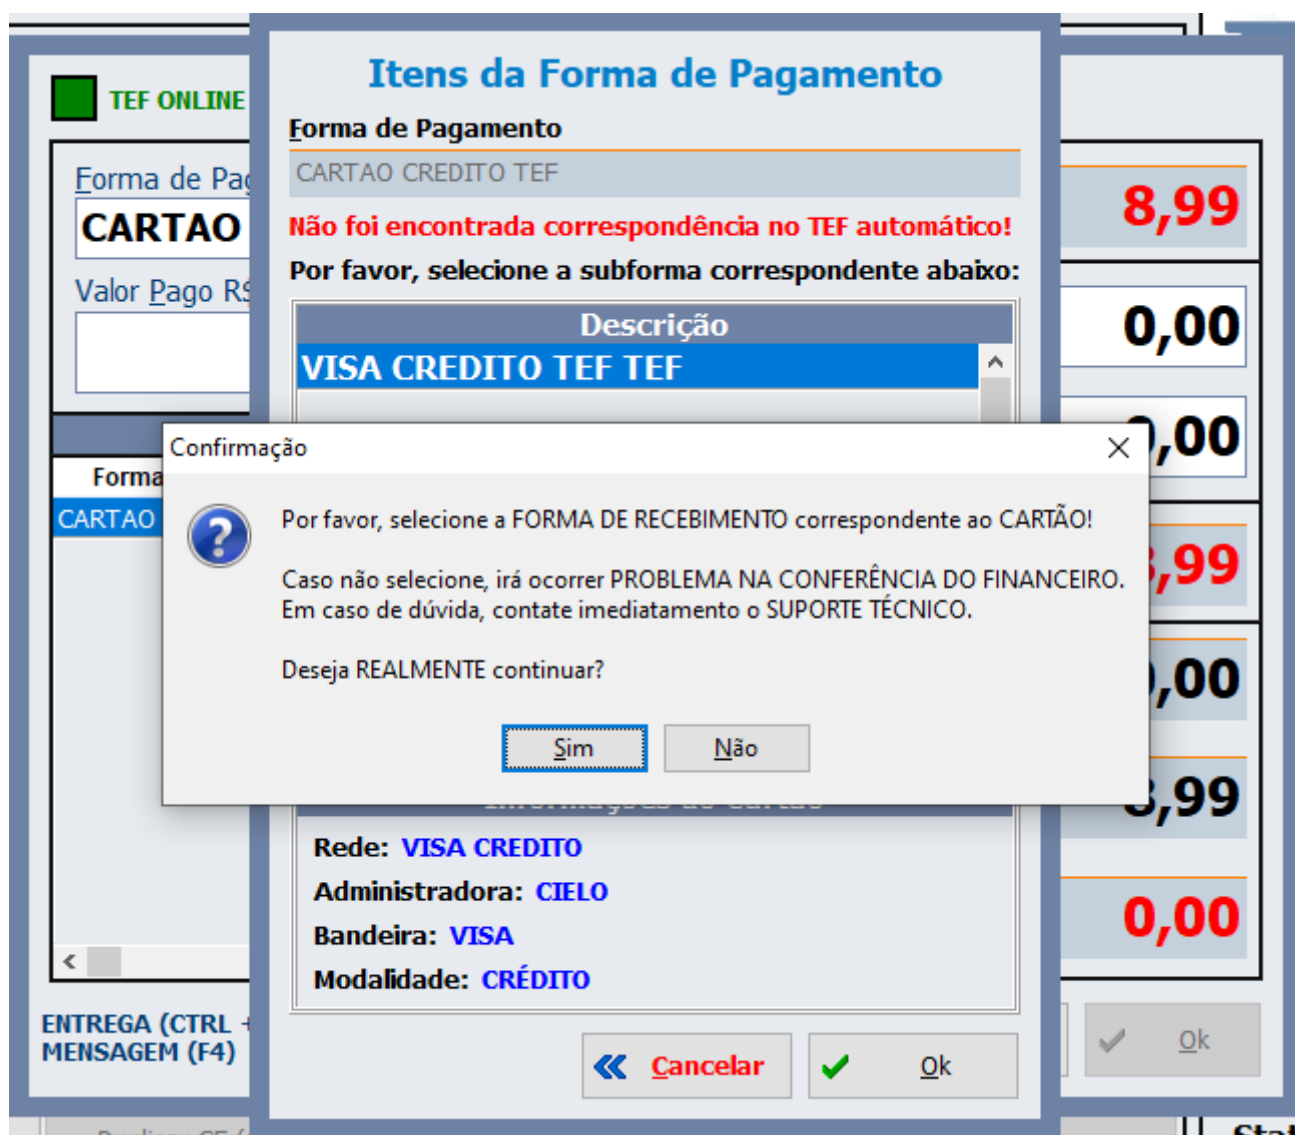 Itens da Forma de Pagamento
TEF ONLINE
Forma de Pagamento
CARTAO CREDITO TEF
Forma de Pag
CARTAO
8,99
Não foi encontrada correspondência no TEF automático!
Por favor, selecione a subforma correspondente abaixo:
Valor Pago R$
0,00
Descrição
VISA CREDITO TEF TEF
,00
Confirmação
Forma
CARTAO
Por favor, selecione a FORMA DE RECEBIMENTO correspondente ao CARTÃO!
Caso não selecione, irá ocorrer PROBLEMA NA CONFERÊNCIA DO FINANCEIRO.
Em caso de dúvida, contate imediatamento o SUPORTE TÉCNICO.
,99
Deseja REALMENTE continuar?
,00
Sim
Não
8,99
Rede: VISA CREDITO
Administradora: CIELO
Bandeira: VISA
Modalidade: CRÉDITO
0,00
ENTREGA (CTRL +
MENSAGEM (F4)
Cancelar
Ok
Ok